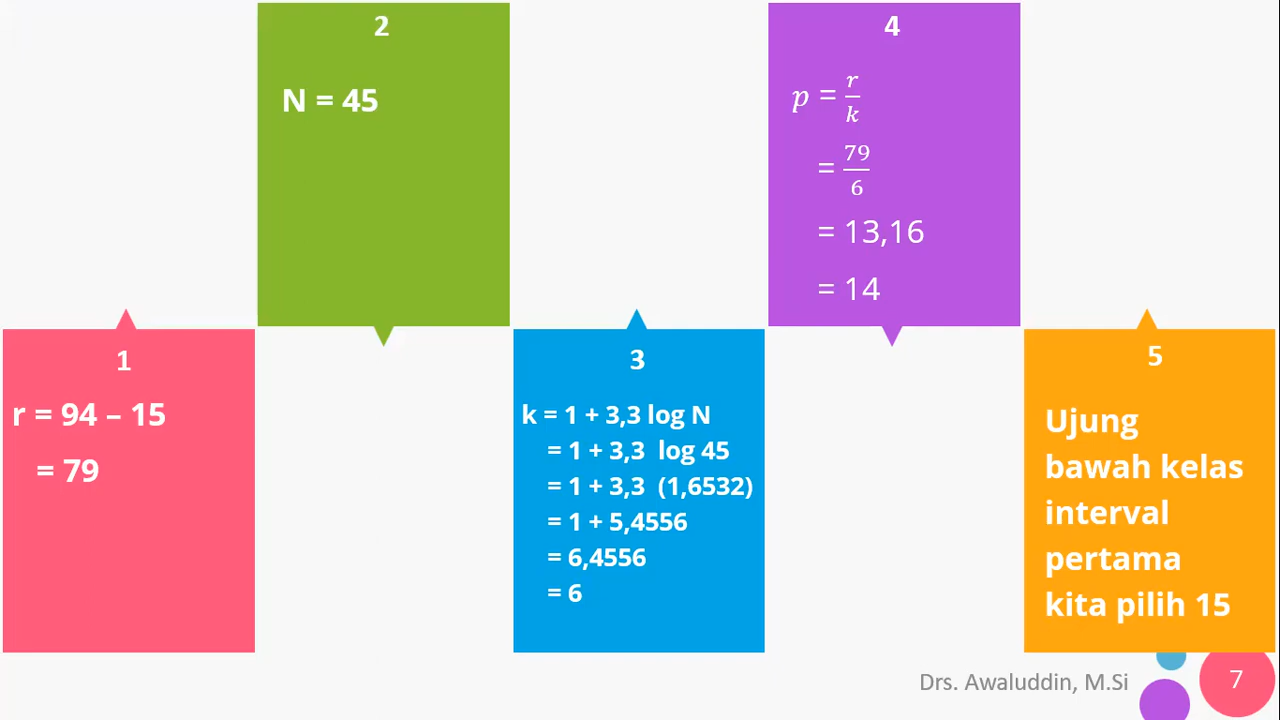 1
r = 94 – 15
= 79
2
N = 45
3
k = 1 + 3,3 log N
= 1 + 3,3 log 45
= 1 + 3,3 (1,6532)
= 1 + 5,4556
= 6,4556
= 6
4
p = r/k
= 79/6
= 13,16
= 14
5
Ujung
bawah kelas
interval
pertama
kita pilih 15
Drs. Awaluddin, M.Si
7